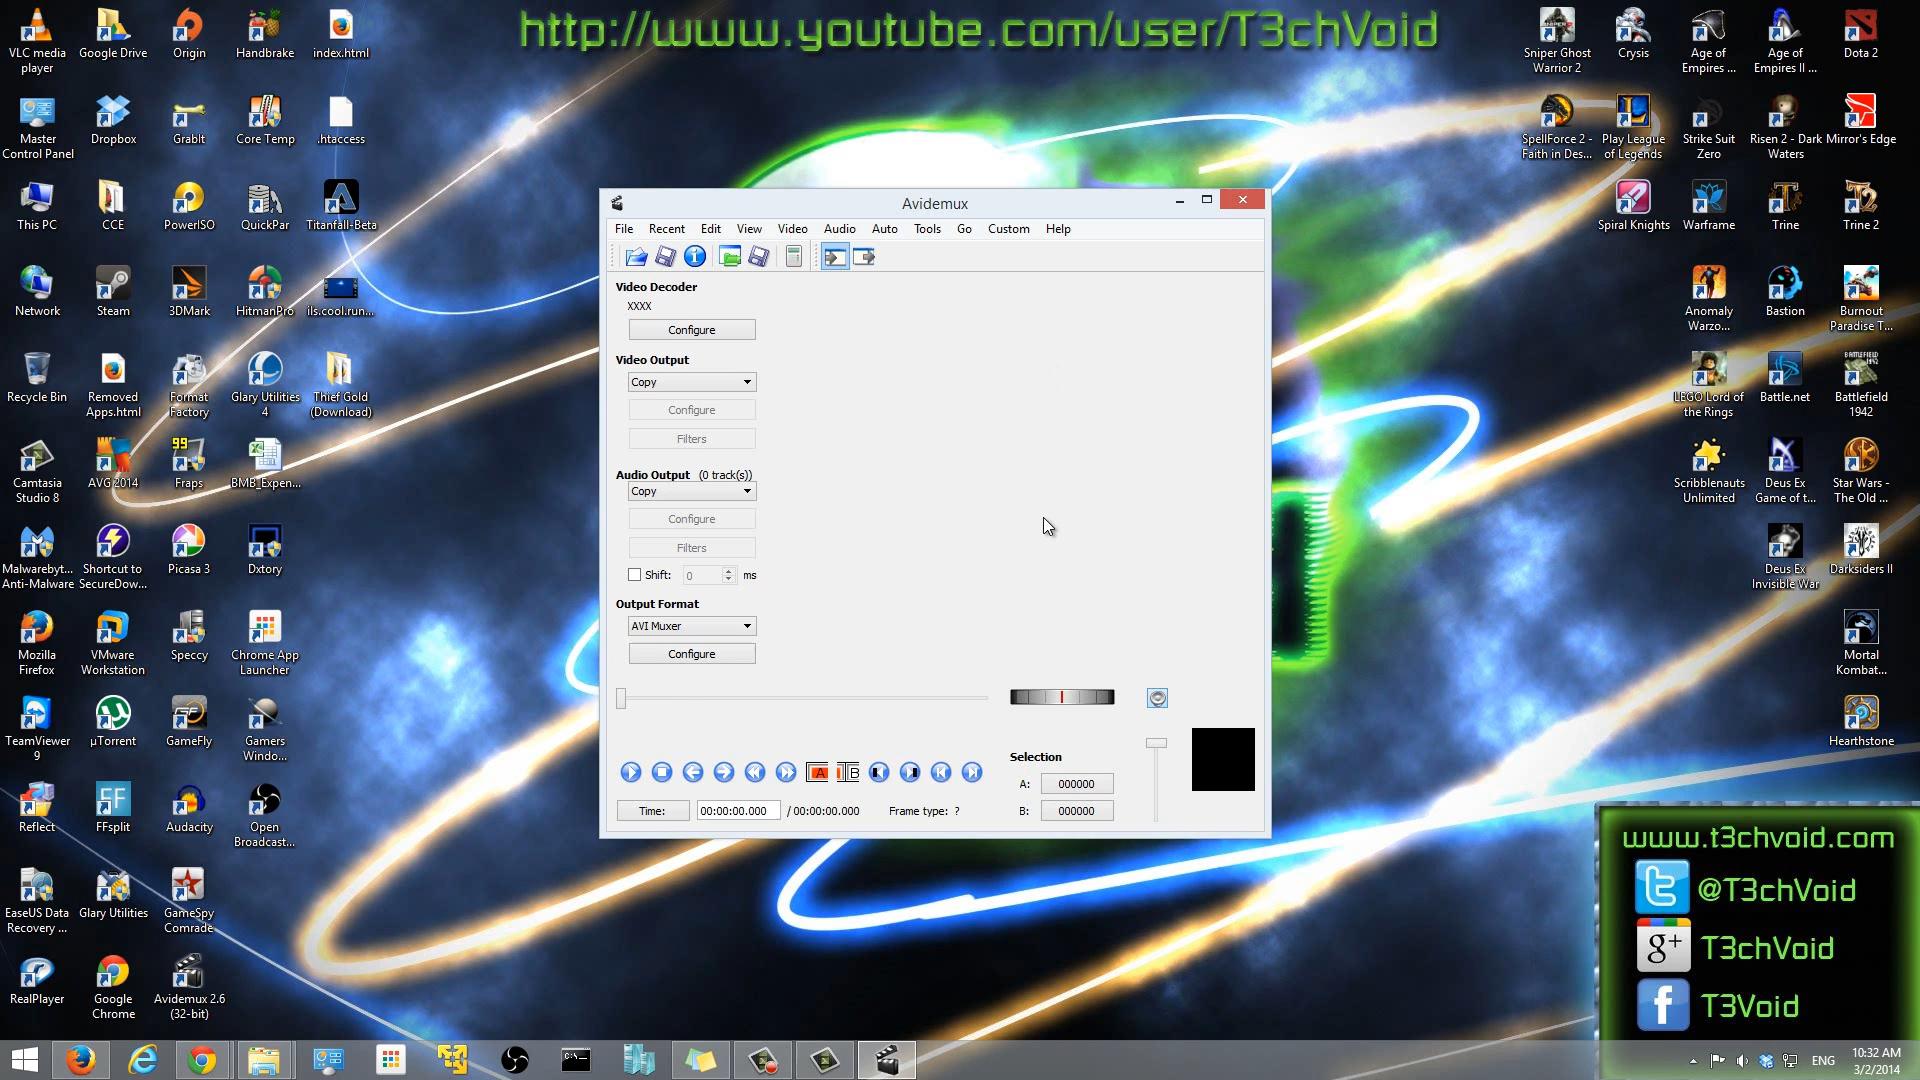 http://www.youtube.com/user/T3chVoid
VLC media player
Google Drive
Origin
Handbrake
index.html
Master Control Panel
Dropbox
GrabIt
Core Temp
.htaccess
This PC
CCE
PowerISO
QuickPar
Titanfall-Beta
Network
Steam
3DMark
HitmanPro
ils.cool.run...
Recycle Bin
Removed Apps.html
Format Factory
Glary Utilities 4
Thief Gold (Download)
Camtasia Studio 8
AVG 2014
99
Fraps
BMB_Expen...
Malwarebyt... Anti-Malware
Shortcut to SecureDow...
Picasa 3
Dxtory
Mozilla Firefox
VMware Workstation
Speccy
Chrome App Launcher
TeamViewer 9
µTorrent
GameFly
Gamers Windo...
Reflect
FFsplit
Audacity
Open Broadcast...
EaseUS Data Recovery ...
Glary Utilities
GameSpy Comrade
RealPlayer
Google Chrome
Avidemux 2.6 (32-bit)
Avidemux
File Recent Edit View Video Audio Auto Tools Go Custom Help
Video Decoder
XXXX
Configure
Video Output
Copy
Configure
Filters
Audio Output (0 track(s))
Copy
Configure
Filters
Shift: 0 ms
Output Format
AVI Muxer
Configure
A B
Selection
A: 000000
B: 000000
Time: 00:00:00.000 / 00:00:00.000 Frame type: ?
Sniper Ghost Warrior 2
Crysis
Age of Empires ...
Age of Empires II ...
Dota 2
SpellForce 2 - Faith in Des...
Play League of Legends
Strike Suit Zero
Risen 2 - Dark Waters
Mirror's Edge
Spiral Knights
Warframe
Trine
Trine 2
Anomaly Warzo...
Bastion
Burnout Paradise T...
LEGO Lord of the Rings
Battle.net
Battlefield 1942
Scribblenauts Unlimited
Deus Ex Game of t...
Star Wars - The Old ...
Deus Ex Invisible War
Darksiders II
Mortal Kombat...
Hearthstone
www.t3chvoid.com
@T3chVoid
g+ T3chVoid
f T3Void
ENG
10:32 AM
3/2/2014